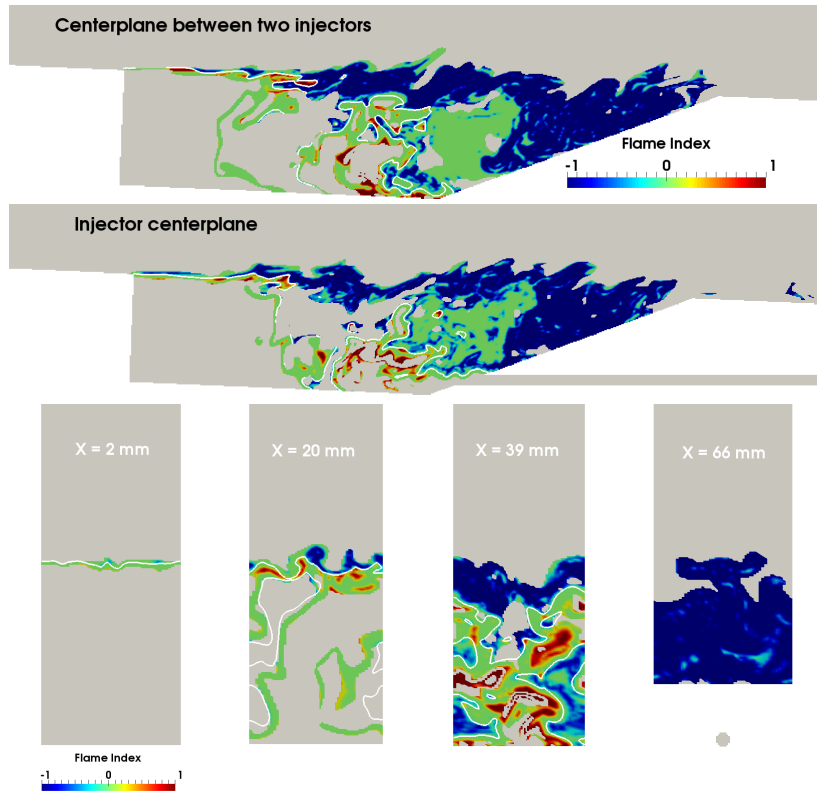 Centerplane between two injectors
Flame Index
-1 0 1
Injector centerplane
X = 2 mm
X = 20 mm
X = 39 mm
X = 66 mm
Flame Index
-1 0 1